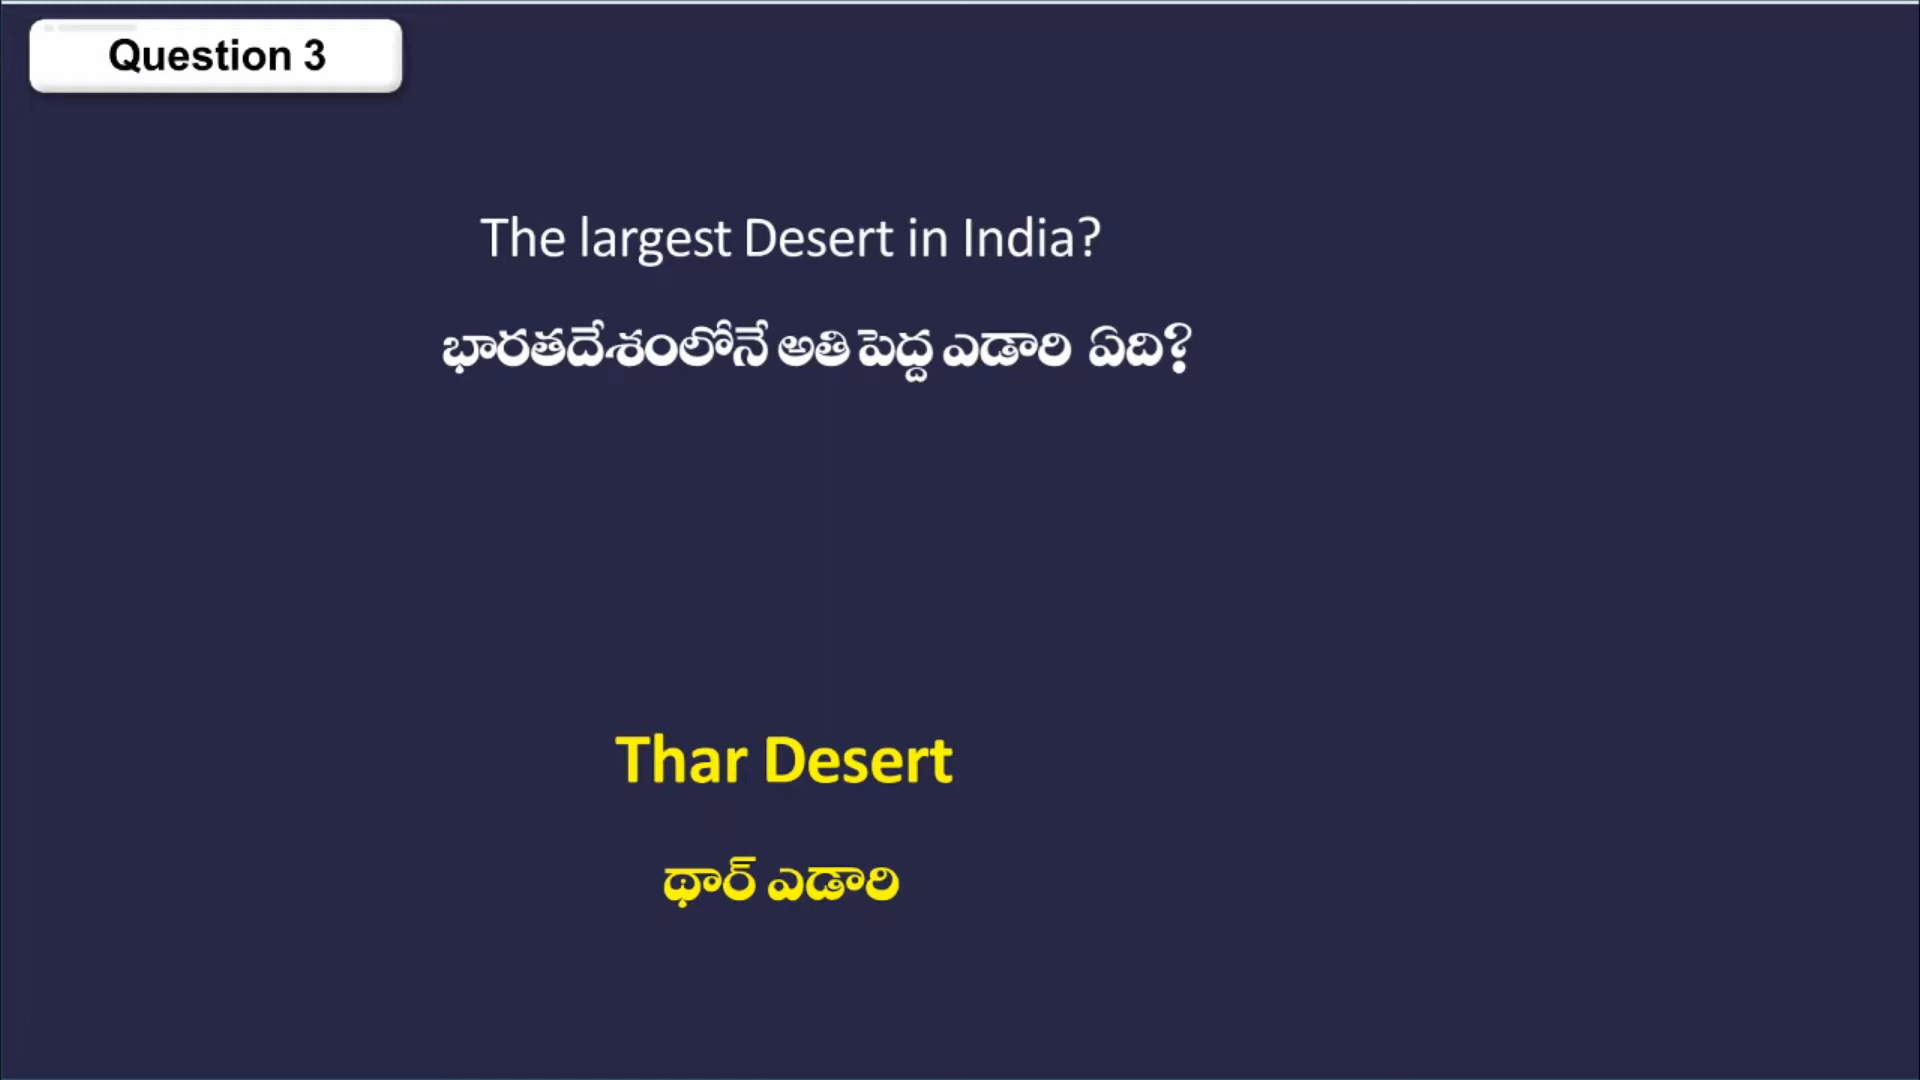 Question 3
The largest Desert in India?
భారతదేశంలోనే అతి పెద్ద ఎడారి ఏది?
Thar Desert
థార్ ఎడారి